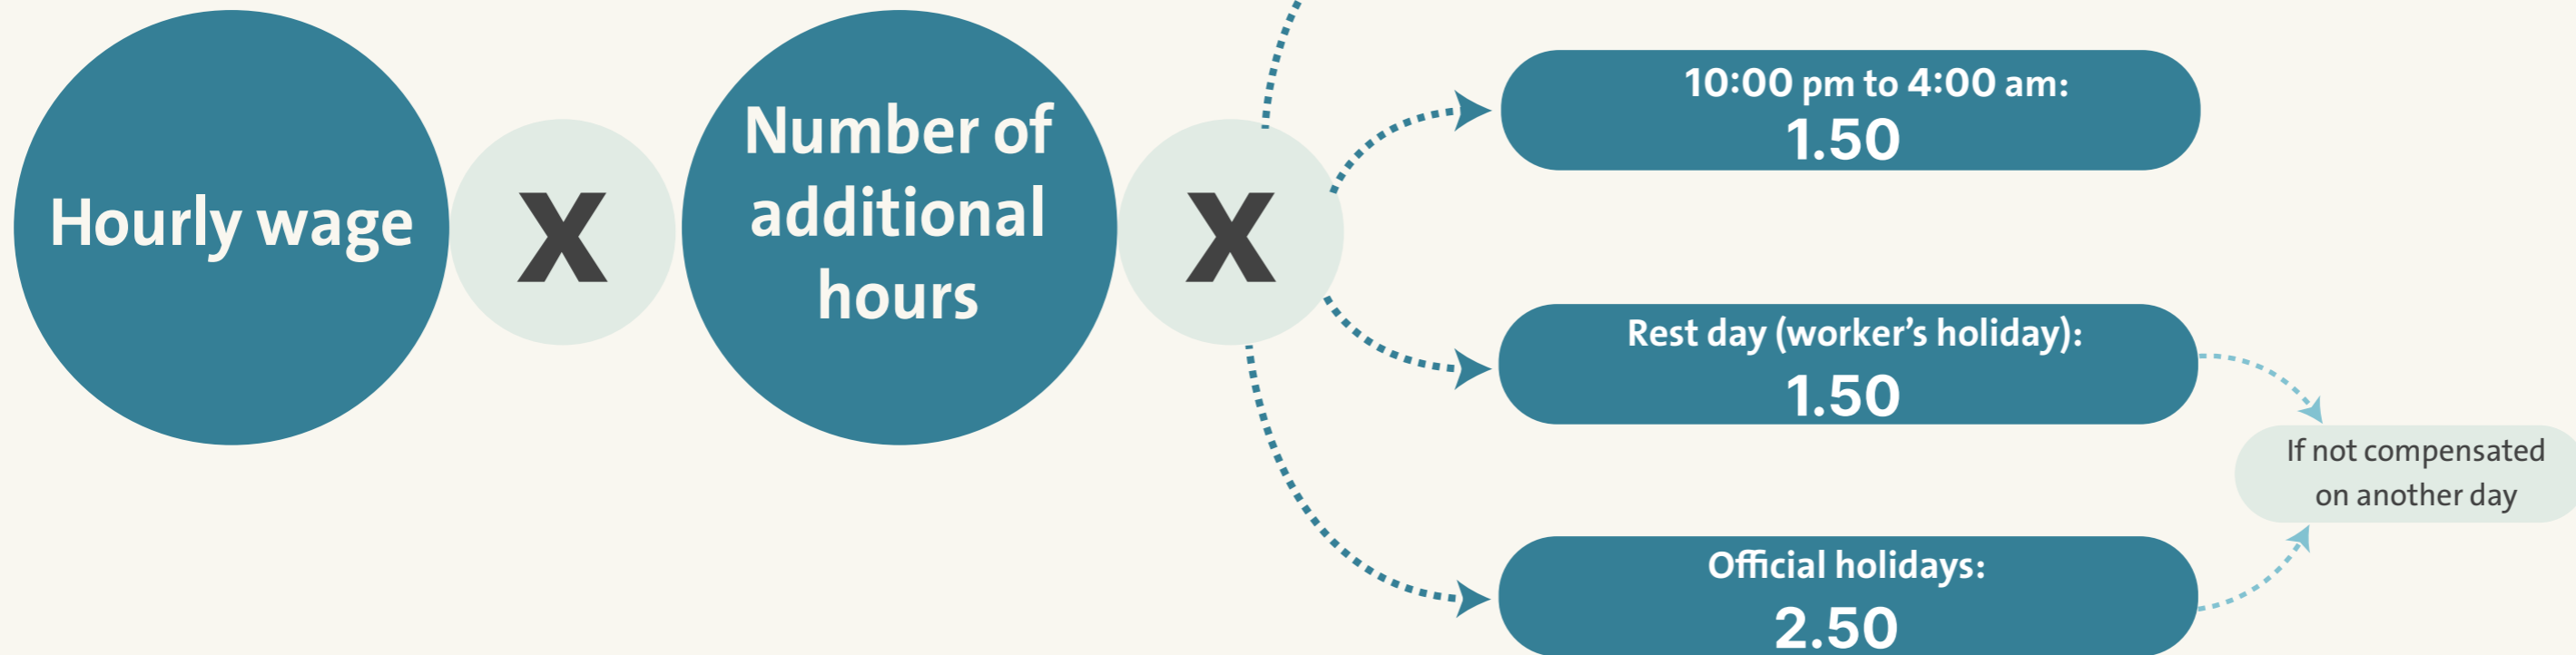 Hourly wage
x
Number of
additional
hours
x
10:00 pm to 4:00 am:
1.50
Rest day (worker’s holiday):
1.50
If not compensated
on another day
Official holidays:
2.50